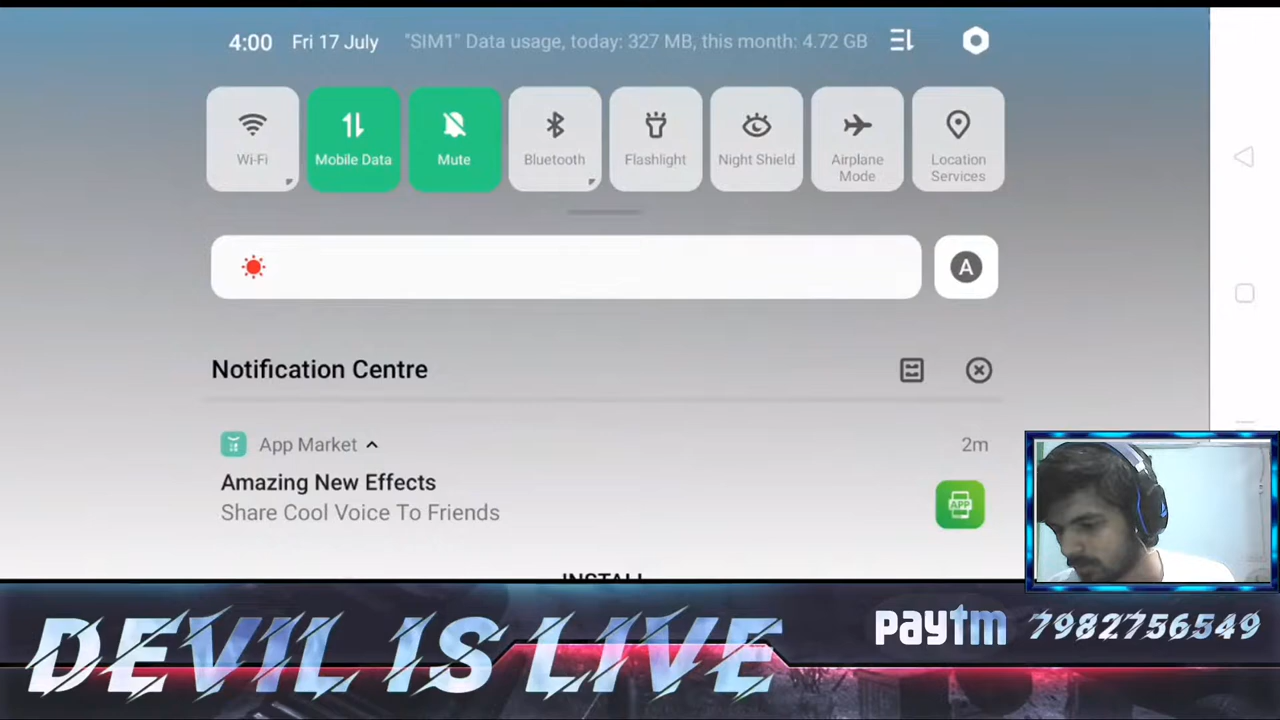 4:00 Fri 17 July "SIM1" Data usage, today: 327 MB, this month: 4.72 GB
Wi-Fi
Mobile Data
Mute
Bluetooth
Flashlight
Night Shield
Airplane
Mode
Location
Services
A
Notification Centre
App Market 2m
Amazing New Effects
Share Cool Voice To Friends
APP
INSTALL
DEVIL IS LIVE
paytm 7982756549